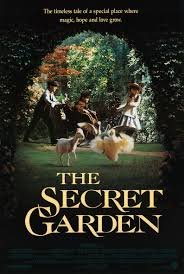 The timeless tale of a special place where
magic, hope and love grow.
THE
SECRET
GARDEN